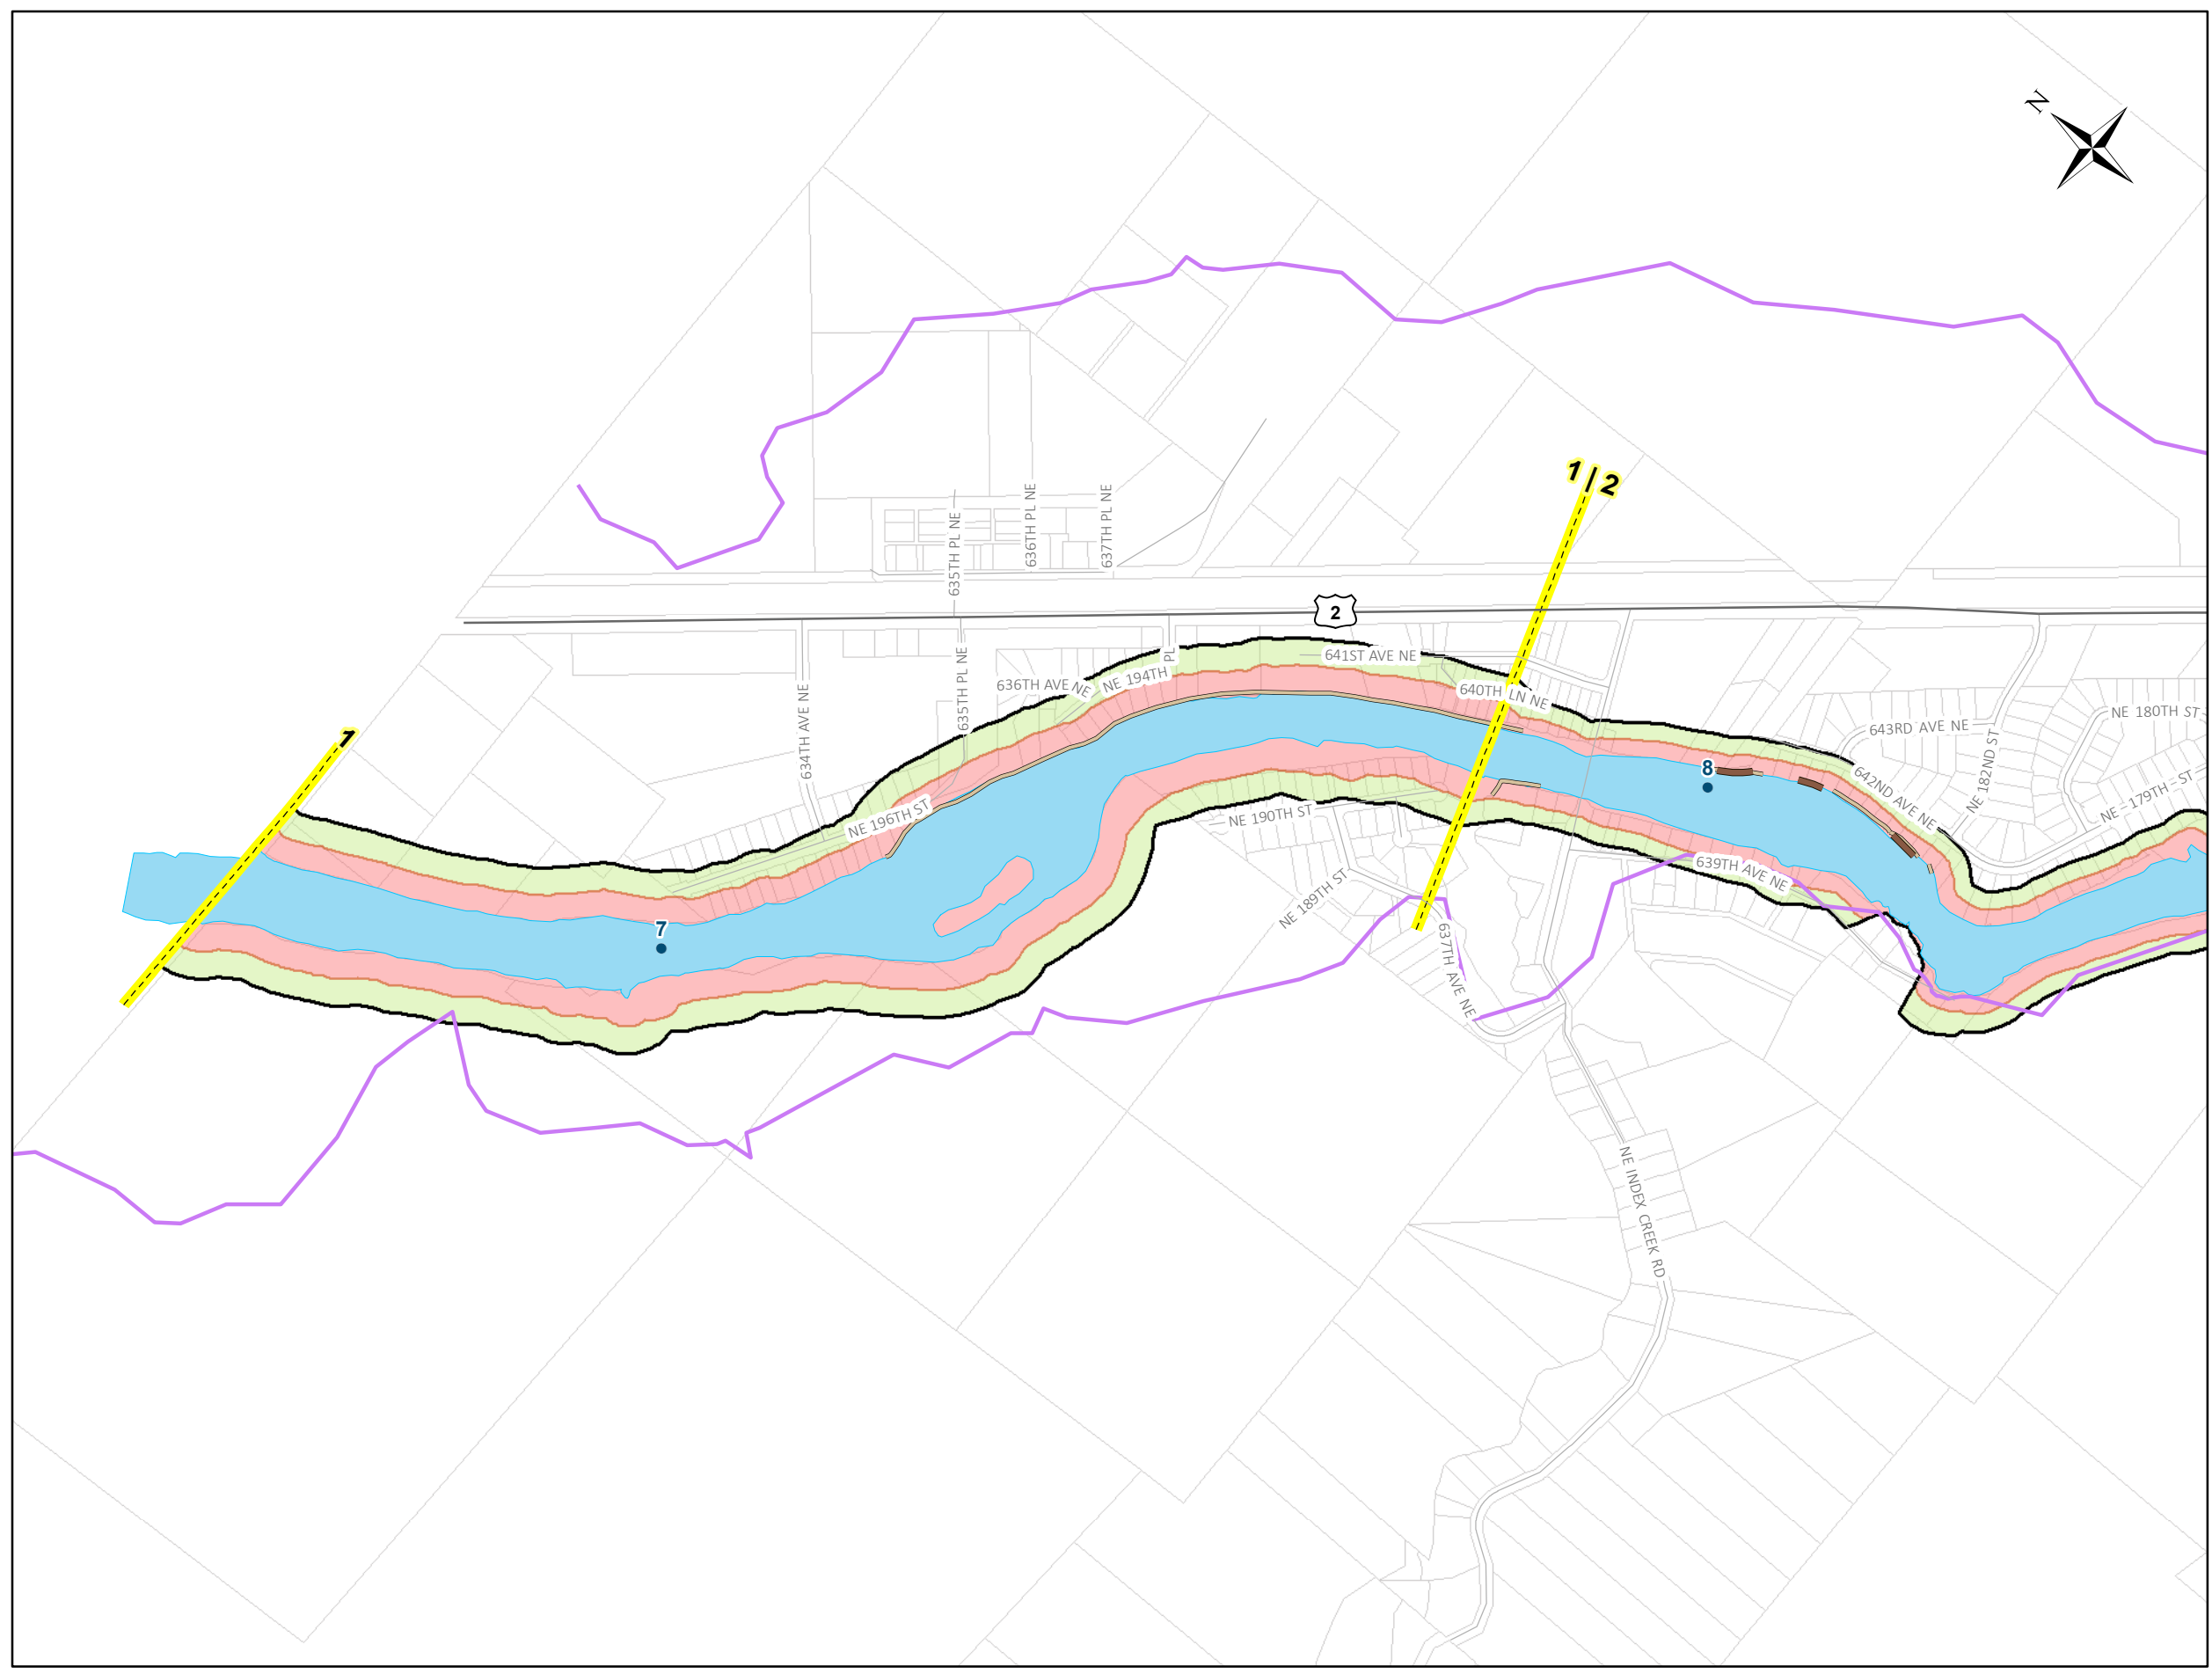 N
1 | 2
635TH PL NE
636TH PL NE
637TH PL NE
2
641ST AVE NE
NE 194TH PL
636TH AVE NE
635TH PL NE
640TH LN NE
634TH AVE NE
643RD AVE NE
NE 180TH ST
NE 182ND ST
1
8
642ND AVE NE
NE 179TH ST
NE 196TH ST
NE 190TH ST
639TH AVE NE
NE 189TH ST
7
637TH AVE NE
NE INDEX CREEK RD